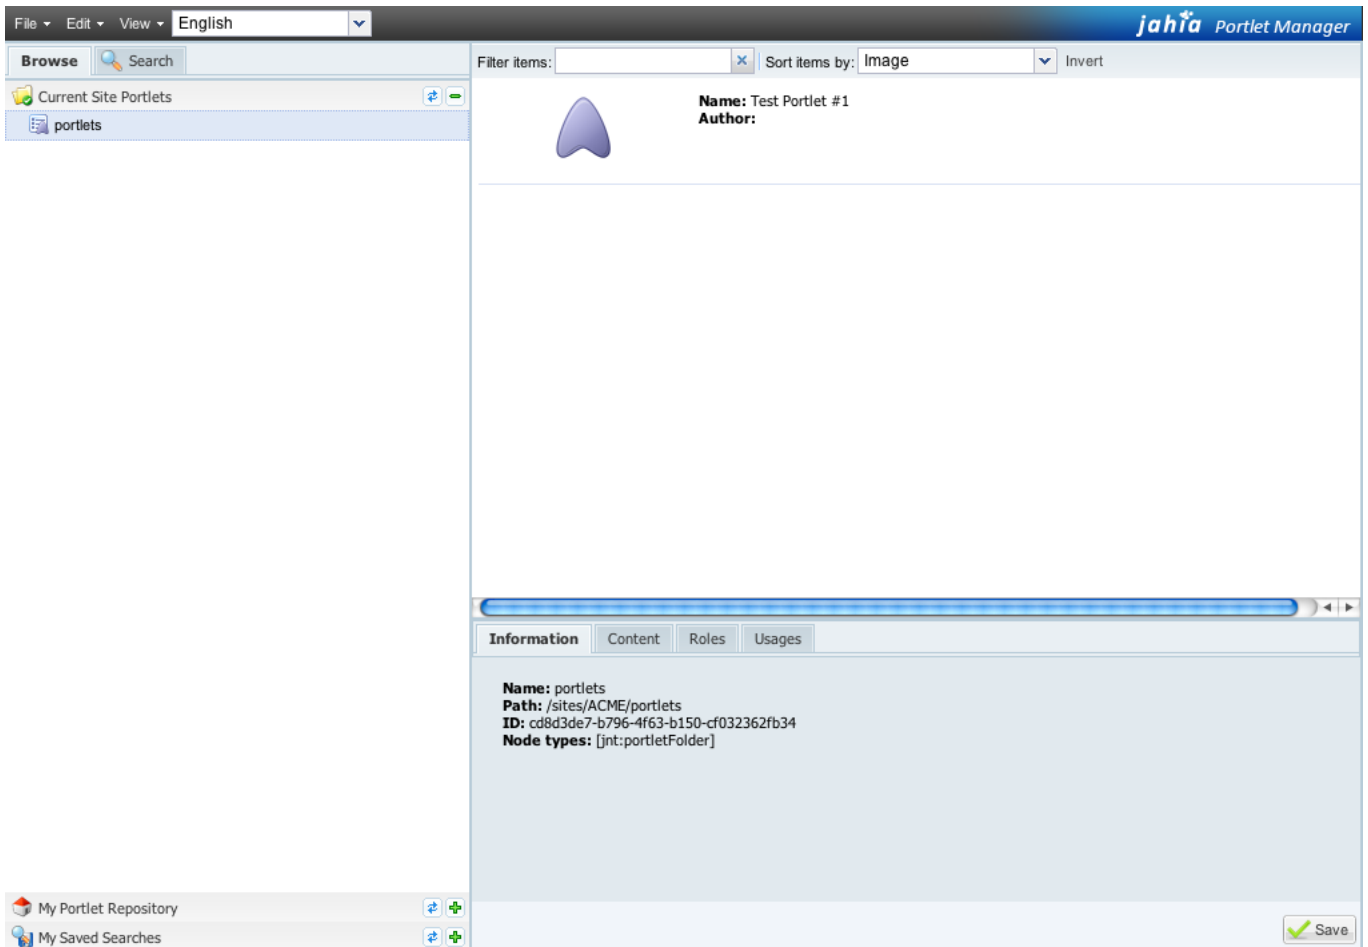 File Edit View English
jahia Portlet Manager
Browse Search
Filter items: Sort items by: Image Invert
Current Site Portlets
portlets
Name: Test Portlet #1
Author:
Information Content Roles Usages
Name: portlets
Path: /sites/ACME/portlets
ID: cd8d3de7-b796-4f63-b150-cf032362fb34
Node types: [jnt:portletFolder]
My Portlet Repository
My Saved Searches
Save